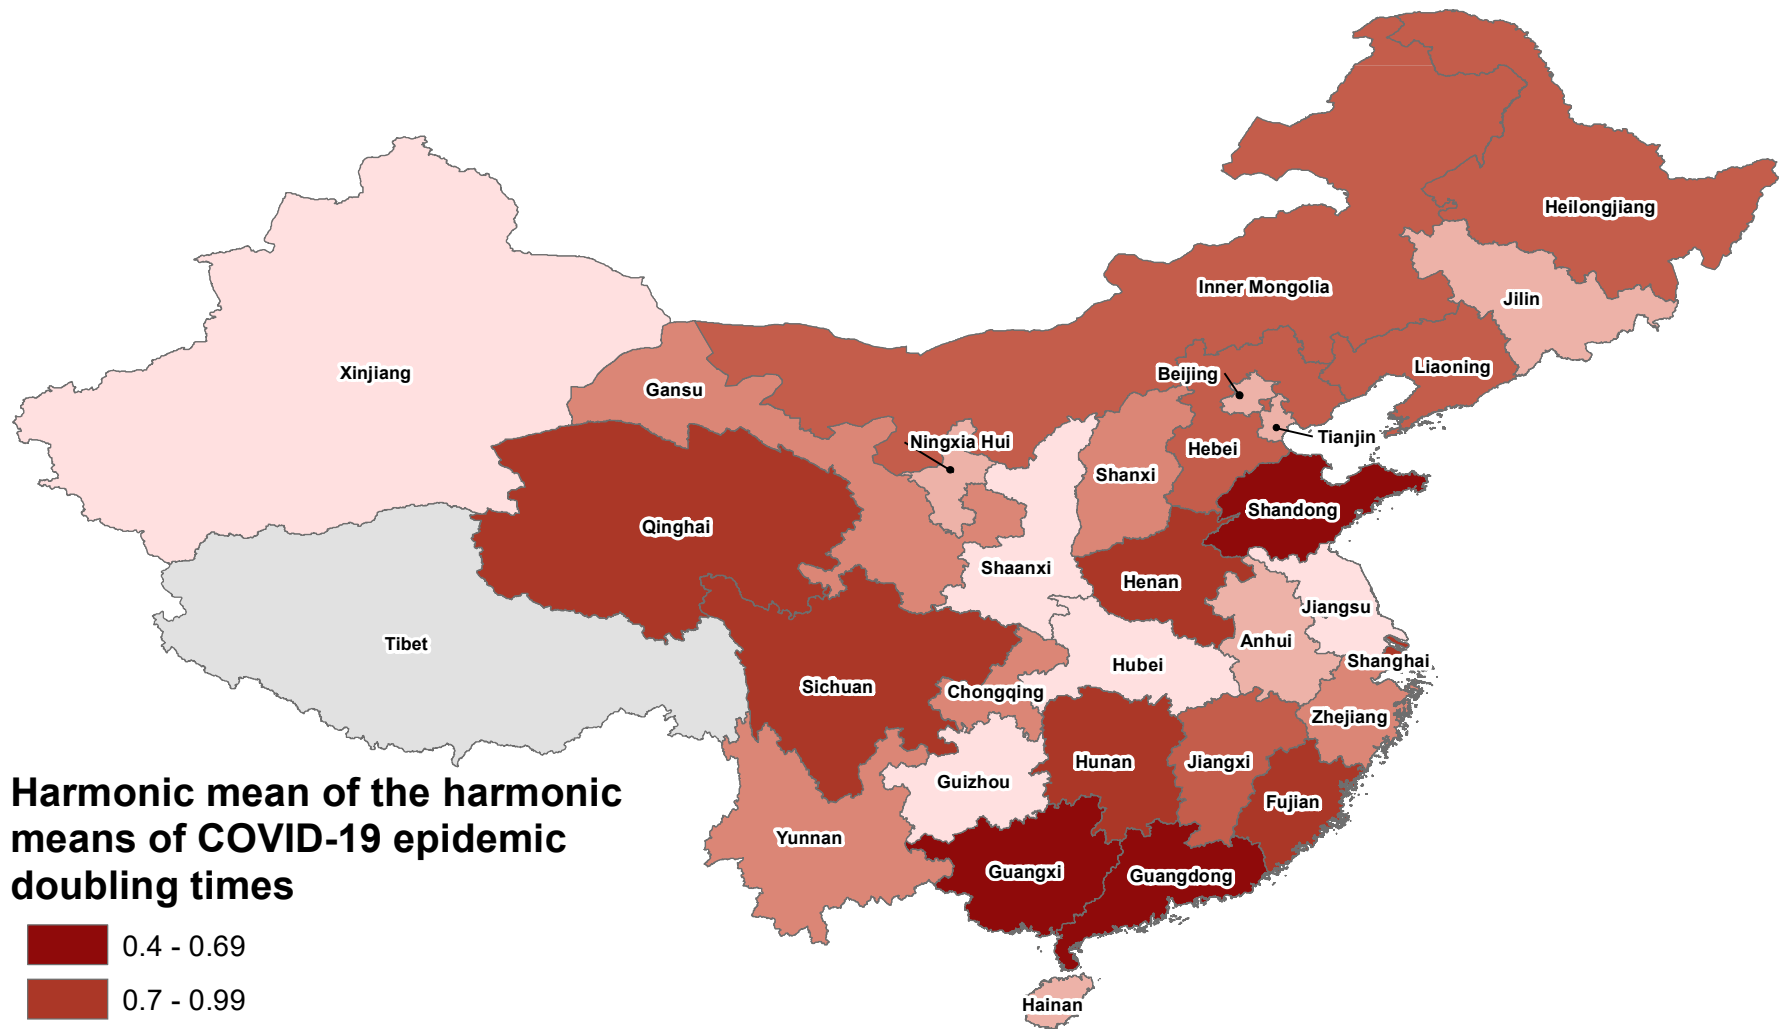 Heilongjiang
Inner Mongolia
Jilin
Liaoning
Beijing
Xinjiang
Gansu
Tianjin
Ningxia Hui
Hebei
Shanxi
Shandong
Qinghai
Shaanxi
Henan
Jiangsu
Anhui
Tibet
Shanghai
Hubei
Sichuan
Chongqing
Zhejiang
Hunan
Jiangxi
Guizhou
Fujian
Yunnan
Guangxi
Guangdong
Hainan
Harmonic mean of the harmonic
means of COVID-19 epidemic
doubling times
0.4 - 0.69
0.7 - 0.99